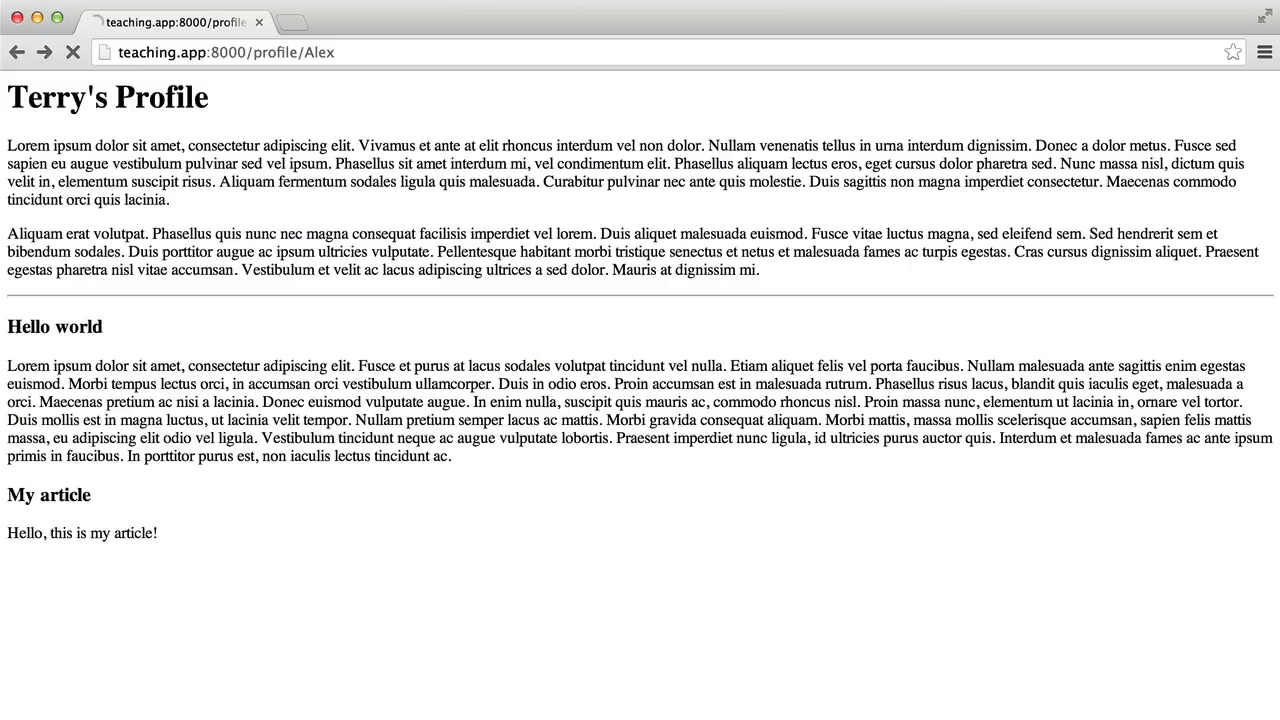 teaching.app:8000/profile
teaching.app:8000/profile/Alex
Terry's Profile
Lorem ipsum dolor sit amet, consectetur adipiscing elit. Vivamus et ante at elit rhoncus interdum vel non dolor. Nullam venenatis tellus in urna interdum dignissim. Donec a dolor metus. Fusce sed
sapien eu augue vestibulum pulvinar sed vel ipsum. Phasellus sit amet interdum mi, vel condimentum elit. Phasellus aliquam lectus eros, eget cursus dolor pharetra sed. Nunc massa nisl, dictum quis
velit in, elementum suscipit risus. Aliquam fermentum sodales ligula quis malesuada. Curabitur pulvinar nec ante quis molestie. Duis sagittis non magna imperdiet consectetur. Maecenas commodo
tincidunt orci quis lacinia.
Aliquam erat volutpat. Phasellus quis nunc nec magna consequat facilisis imperdiet vel lorem. Duis aliquet malesuada euismod. Fusce vitae luctus magna, sed eleifend sem. Sed hendrerit sem et
bibendum sodales. Duis porttitor augue ac ipsum ultricies vulputate. Pellentesque habitant morbi tristique senectus et netus et malesuada fames ac turpis egestas. Cras cursus dignissim aliquet. Praesent
egestas pharetra nisl vitae accumsan. Vestibulum et velit ac lacus adipiscing ultrices a sed dolor. Mauris at dignissim mi.
Hello world
Lorem ipsum dolor sit amet, consectetur adipiscing elit. Fusce et purus at lacus sodales volutpat tincidunt vel nulla. Etiam aliquet felis vel porta faucibus. Nullam malesuada ante sagittis enim egestas
euismod. Morbi tempus lectus orci, in accumsan orci vestibulum ullamcorper. Duis in odio eros. Proin accumsan est in malesuada rutrum. Phasellus risus lacus, blandit quis iaculis eget, malesuada a
orci. Maecenas pretium ac nisi a lacinia. Donec euismod vulputate augue. In enim nulla, suscipit quis mauris ac, commodo rhoncus nisl. Proin massa nunc, elementum ut lacinia in, ornare vel tortor.
Duis mollis est in magna luctus, ut lacinia velit tempor. Nullam pretium semper lacus ac mattis. Morbi gravida consequat aliquam. Morbi mattis, massa mollis scelerisque accumsan, sapien felis mattis
massa, eu adipiscing elit odio vel ligula. Vestibulum tincidunt neque ac augue vulputate lobortis. Praesent imperdiet nunc ligula, id ultricies purus auctor quis. Interdum et malesuada fames ac ante ipsum
primis in faucibus. In porttitor purus est, non iaculis lectus tincidunt ac.
My article
Hello, this is my article!